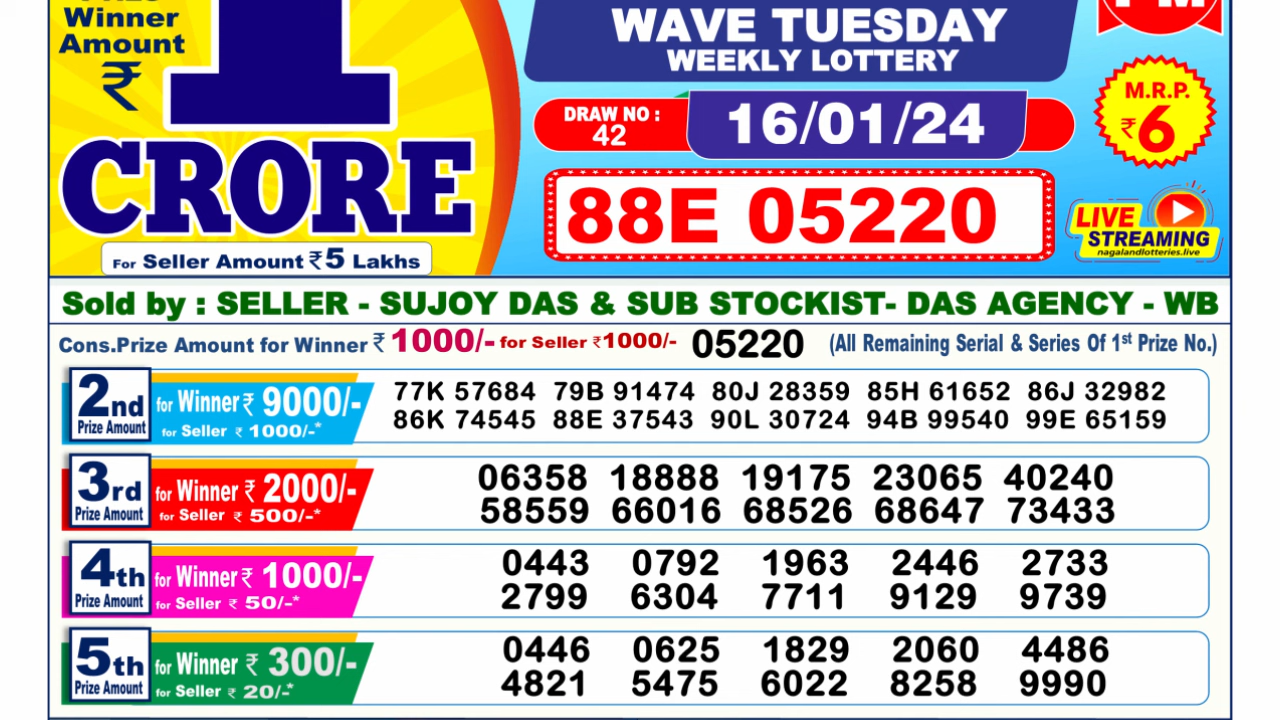 Winner
Amount
₹
1
CRORE
For Seller Amount ₹5 Lakhs
WAVE TUESDAY
WEEKLY LOTTERY
DRAW NO :
42
16/01/24
M.R.P.
₹6
88E 05220
LIVE
STREAMING
nagalandlotteries.live
Sold by : SELLER - SUJOY DAS & SUB STOCKIST- DAS AGENCY - WB
Cons.Prize Amount for Winner ₹ 1000/- for Seller ₹1000/- 05220 (All Remaining Serial & Series Of 1st Prize No.)
2nd
Prize Amount
for Winner ₹ 9000/-
for Seller ₹ 1000/-*
77K 57684 79B 91474 80J 28359 85H 61652 86J 32982
86K 74545 88E 37543 90L 30724 94B 99540 99E 65159
3rd
Prize Amount
for Winner ₹ 2000/-
for Seller ₹ 500/-*
06358 18888 19175 23065 40240
58559 66016 68526 68647 73433
4th
Prize Amount
for Winner ₹ 1000/-
for Seller ₹ 50/-*
0443 0792 1963 2446 2733
2799 6304 7711 9129 9739
5th
Prize Amount
for Winner ₹ 300/-
for Seller ₹ 20/-*
0446 0625 1829 2060 4486
4821 5475 6022 8258 9990